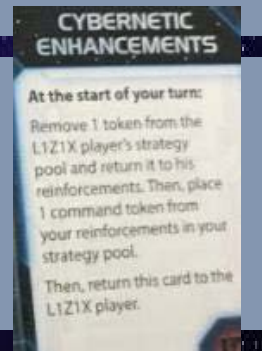 CYBERNETIC
ENHANCEMENTS
At the start of your turn:
Remove 1 token from the
L1Z1X player's strategy
pool and return it to his
reinforcements. Then, place
1 command token from
your reinforcements in your
strategy pool.
Then, return this card to the
L1Z1X player.